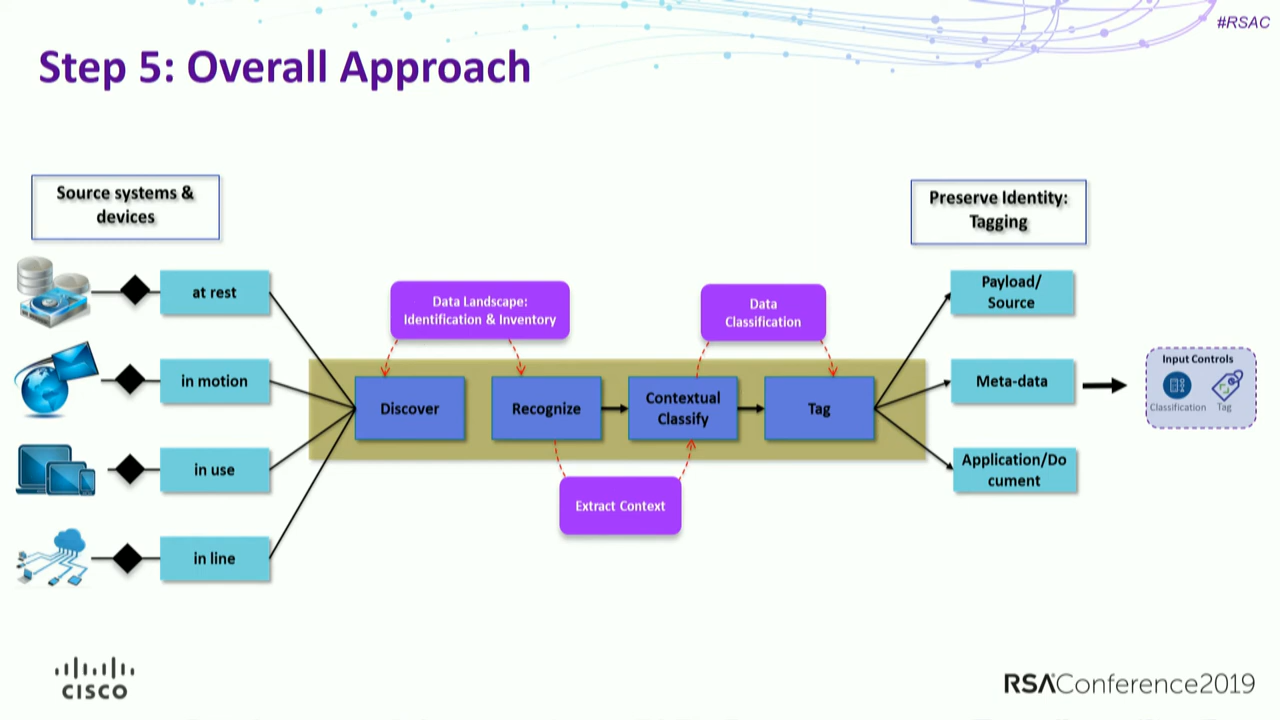 #RSAC
Step 5: Overall Approach
Source systems &
devices
Preserve Identity:
Tagging
at rest
in motion
in use
in line
Data Landscape:
Identification & Inventory
Data
Classification
Discover
Recognize
Contextual
Classify
Tag
Extract Context
Payload/
Source
Meta-data
Application/Do
cument
Input Controls
Classification
Tag
CISCO
RSAConference2019